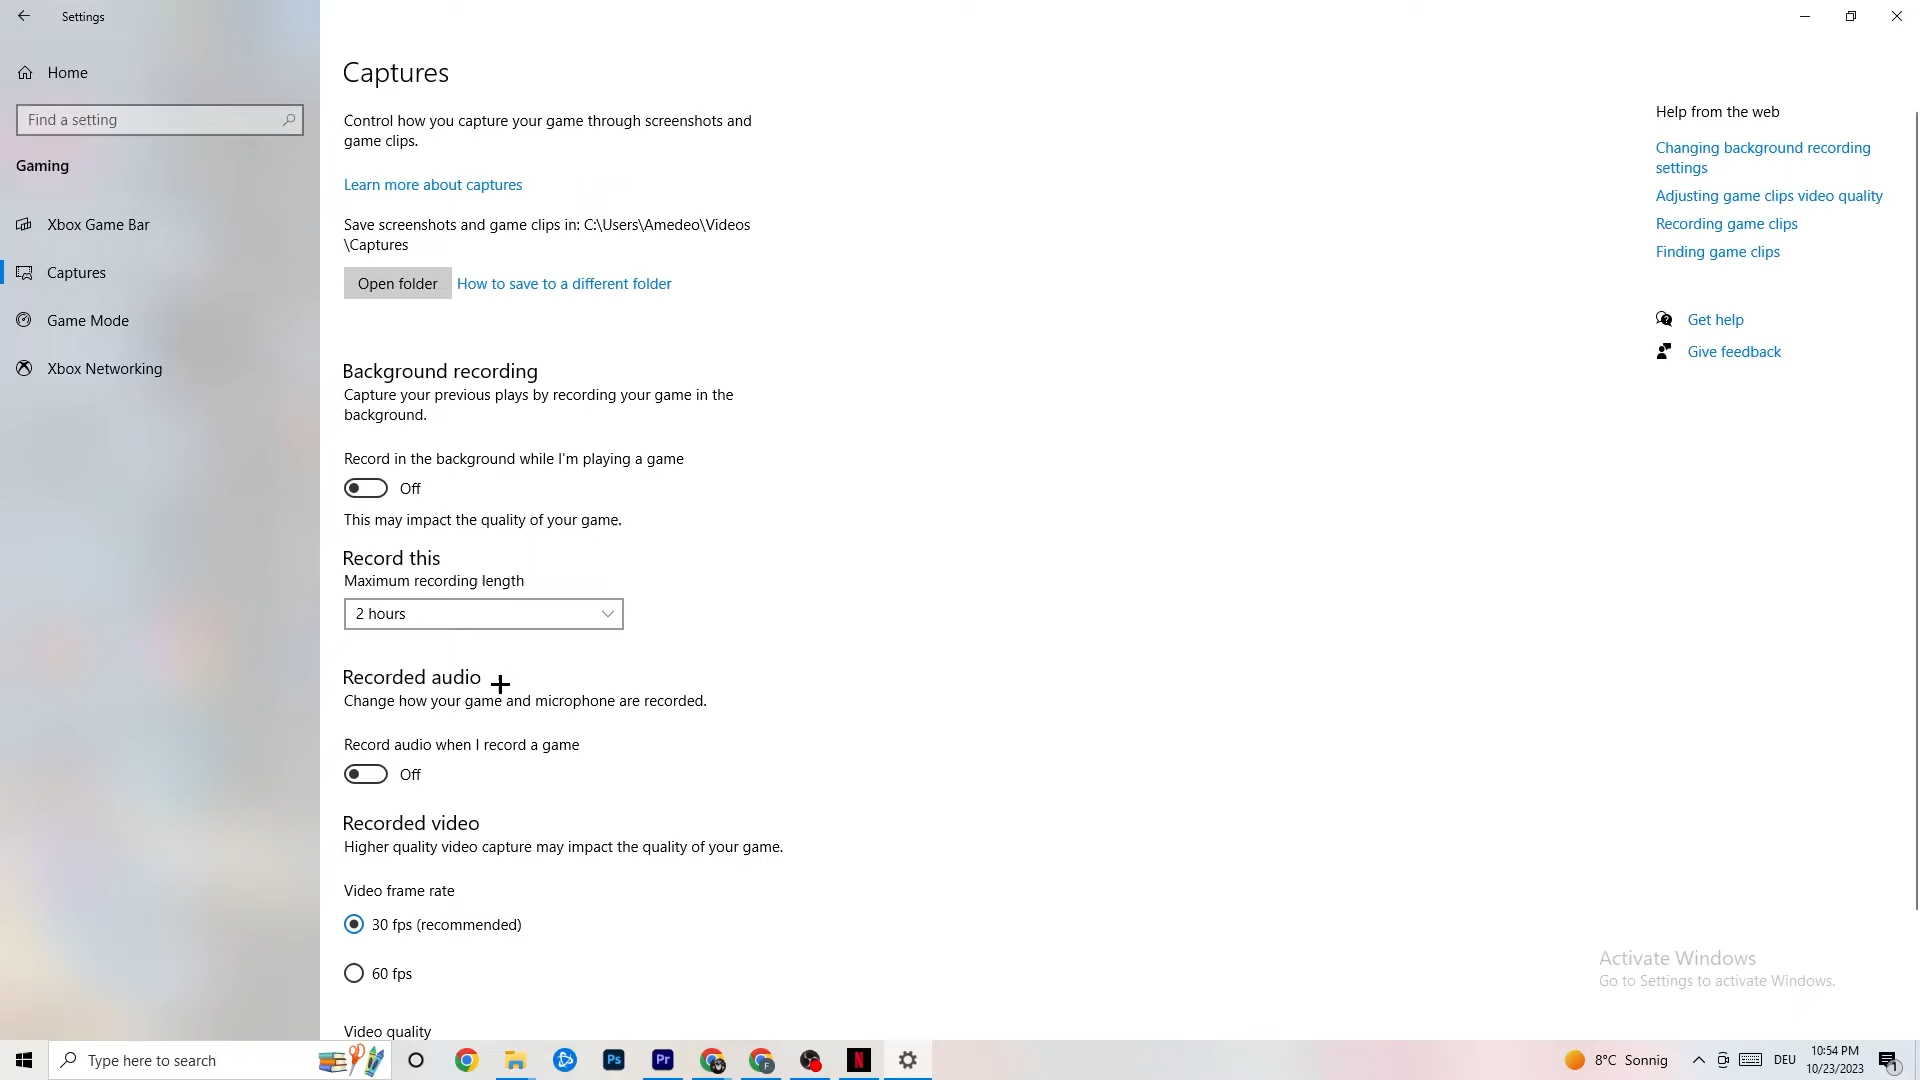 Settings
Home
Find a setting
Gaming
Xbox Game Bar
Captures
Game Mode
Xbox Networking
Captures
Control how you capture your game through screenshots and
game clips.
Learn more about captures
Save screenshots and game clips in: C:\Users\Amedeo\Videos
\Captures
Open folder
How to save to a different folder
Background recording
Capture your previous plays by recording your game in the
background.
Record in the background while I'm playing a game
Off
This may impact the quality of your game.
Record this
Maximum recording length
2 hours
Recorded audio
Change how your game and microphone are recorded.
Record audio when I record a game
Off
Recorded video
Higher quality video capture may impact the quality of your game.
Video frame rate
30 fps (recommended)
60 fps
Video quality
Help from the web
Changing background recording
settings
Adjusting game clips video quality
Recording game clips
Finding game clips
Get help
Give feedback
Activate Windows
Go to Settings to activate Windows.
Type here to search
Ps
Pr
F
N
8°C Sonnig
DEU
10:54 PM
10/23/2023
1